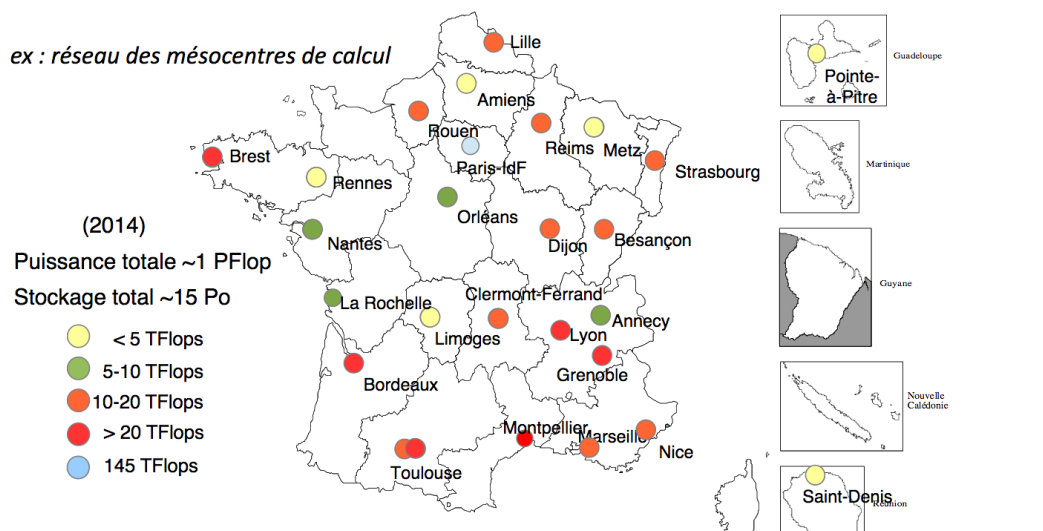 ex : réseau des mésocentres de calcul
Lille
Amiens
Rouen
Reims
Metz
Paris-IdF
Strasbourg
Brest
Rennes
Orléans
Nantes
Dijon
Besançon
(2014)
Puissance totale ~1 PFlop
Stockage total ~15 Po
< 5 TFlops
5-10 TFlops
10-20 TFlops
> 20 TFlops
145 TFlops
La Rochelle
Clermont-Ferrand
Limoges
Annecy
Lyon
Grenoble
Bordeaux
Montpellier
Marseille
Nice
Toulouse
Guadeloupe
Pointe-
à-Pitre
Martinique
Guyane
Nouvelle
Calédonie
Saint-Denis
Réunion